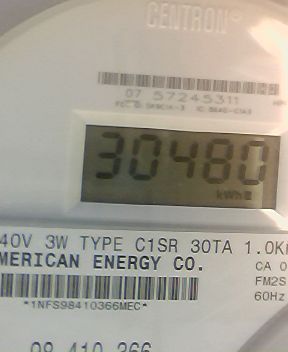 CENTRON®
07 57245311
30480
kWh
40V 3W TYPE C1SR 30TA 1.0K
MERICAN ENERGY CO.
CA 0
FM2S
60Hz
*1NFS98410366MEC*
98 410 366